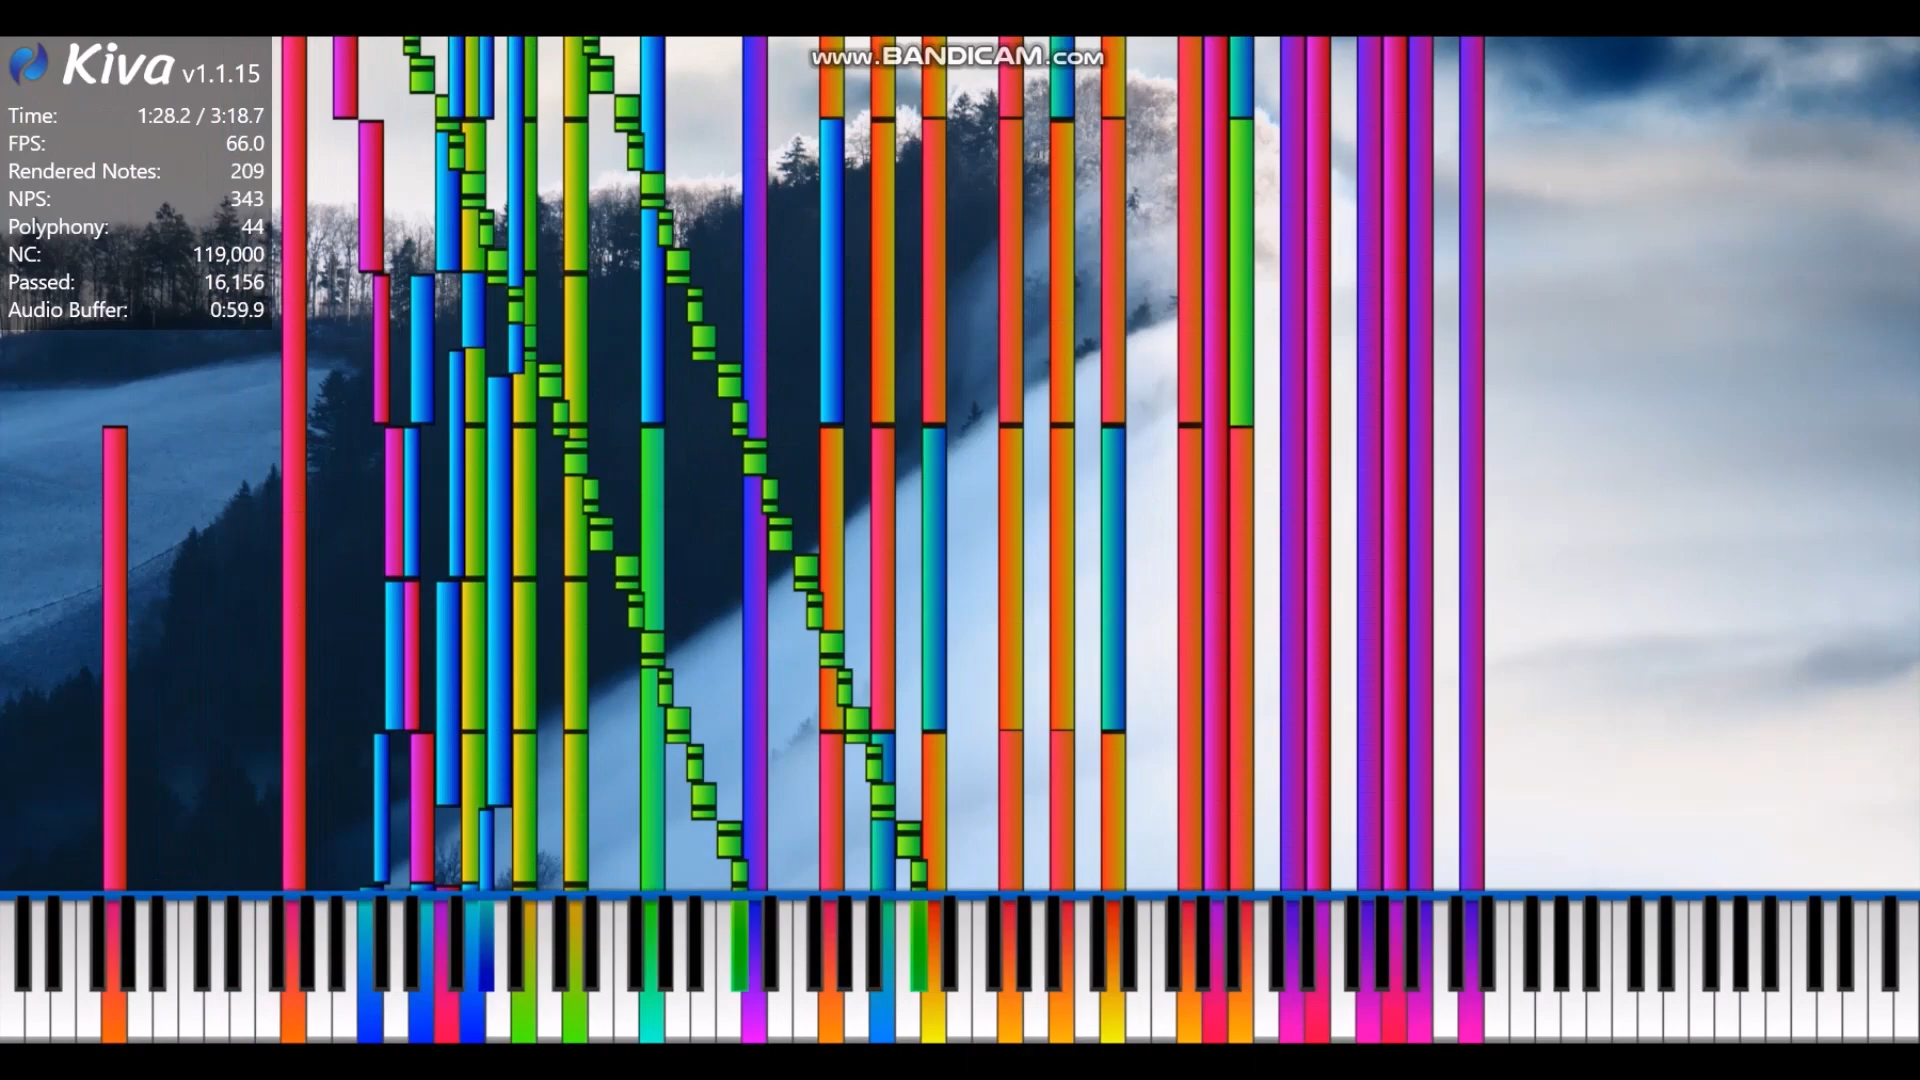 www.BANDICAM.com
Kiva v1.1.15
Time: 1:28.2 / 3:18.7
FPS: 66.0
Rendered Notes: 209
NPS: 343
Polyphony: 44
NC: 119,000
Passed: 16,156
Audio Buffer: 0:59.9